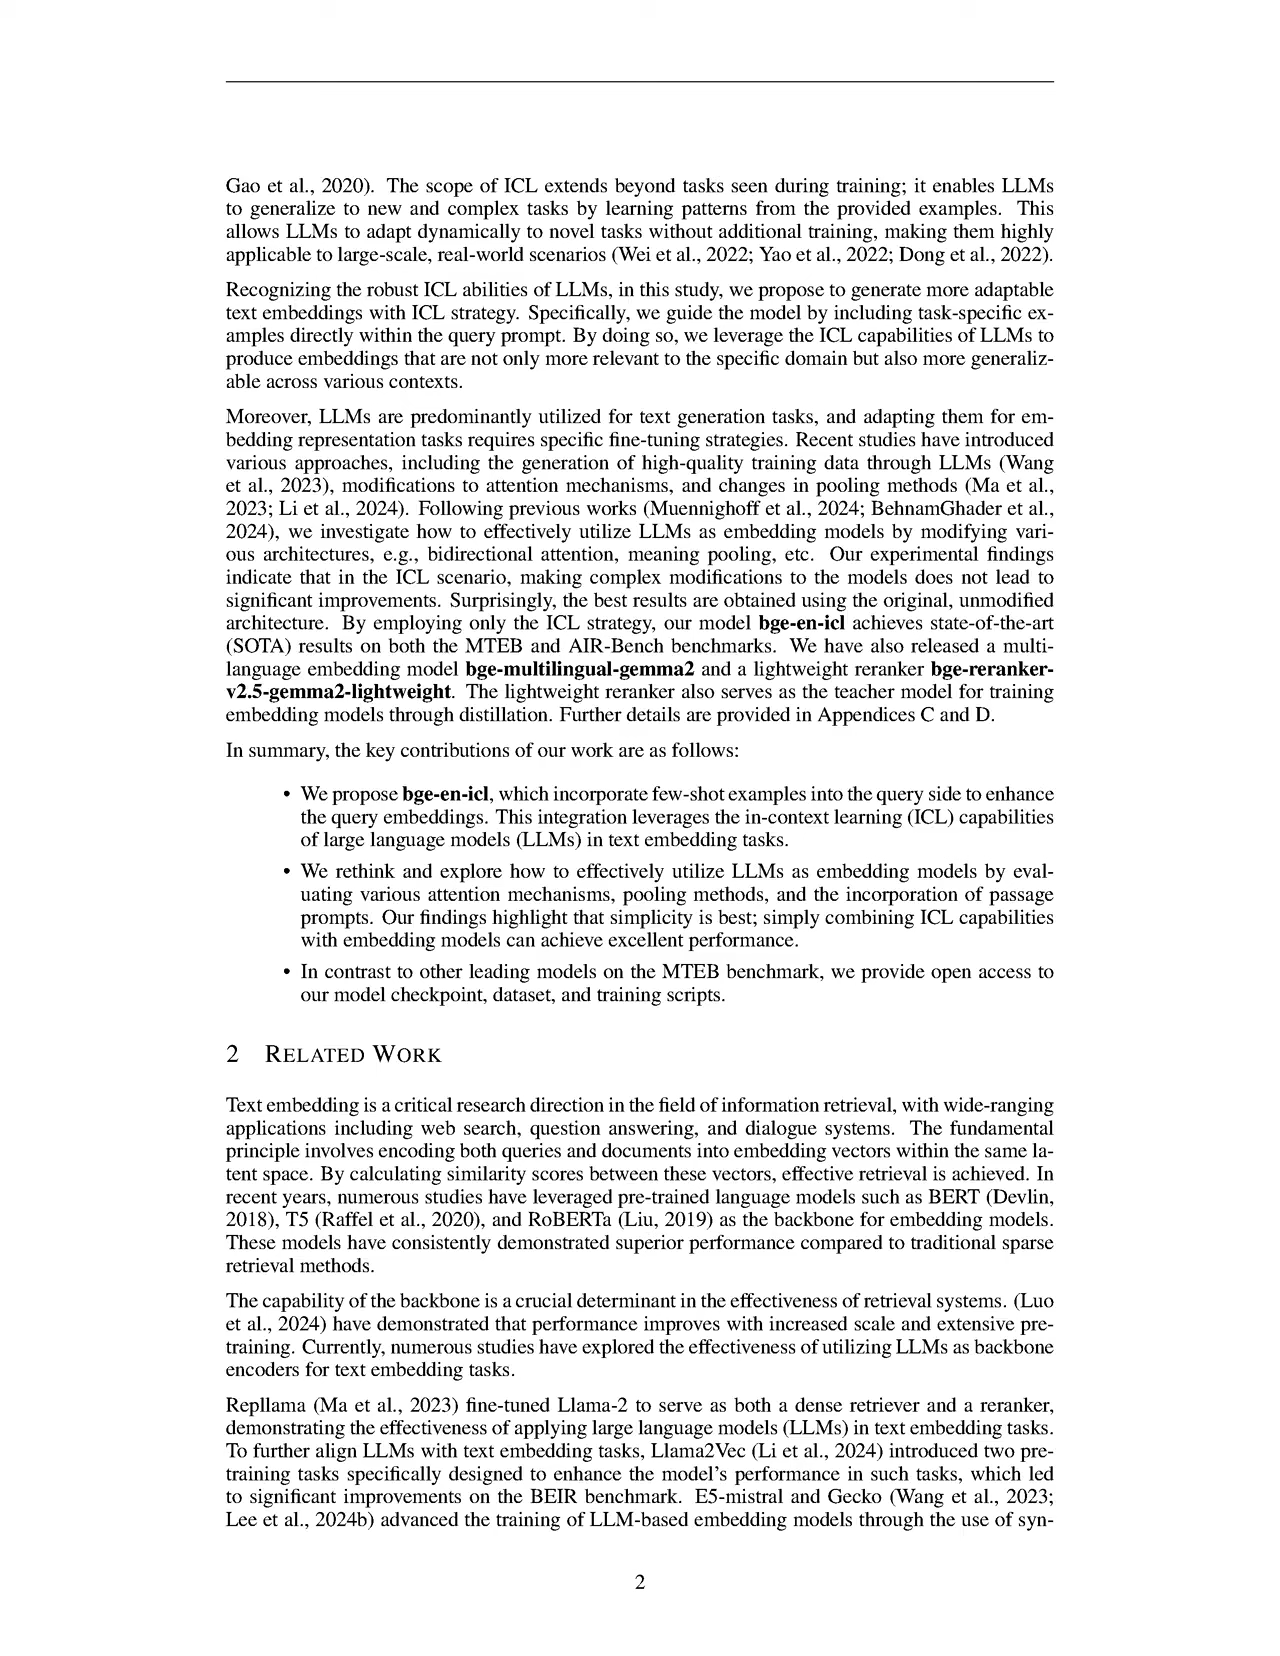 Gao et al., 2020). The scope of ICL extends beyond tasks seen during training; it enables LLMs
to generalize to new and complex tasks by learning patterns from the provided examples. This
allows LLMs to adapt dynamically to novel tasks without additional training, making them highly
applicable to large-scale, real-world scenarios (Wei et al., 2022; Yao et al., 2022; Dong et al., 2022).
Recognizing the robust ICL abilities of LLMs, in this study, we propose to generate more adaptable
text embeddings with ICL strategy. Specifically, we guide the model by including task-specific ex-
amples directly within the query prompt. By doing so, we leverage the ICL capabilities of LLMs to
produce embeddings that are not only more relevant to the specific domain but also more generaliz-
able across various contexts.
Moreover, LLMs are predominantly utilized for text generation tasks, and adapting them for em-
bedding representation tasks requires specific fine-tuning strategies. Recent studies have introduced
various approaches, including the generation of high-quality training data through LLMs (Wang
et al., 2023), modifications to attention mechanisms, and changes in pooling methods (Ma et al.,
2023; Li et al., 2024). Following previous works (Muennighoff et al., 2024; BehnamGhader et al.,
2024), we investigate how to effectively utilize LLMs as embedding models by modifying vari-
ous architectures, e.g., bidirectional attention, meaning pooling, etc. Our experimental findings
indicate that in the ICL scenario, making complex modifications to the models does not lead to
significant improvements. Surprisingly, the best results are obtained using the original, unmodified
architecture. By employing only the ICL strategy, our model bge-en-icl achieves state-of-the-art
(SOTA) results on both the MTEB and AIR-Bench benchmarks. We have also released a multi-
language embedding model bge-multilingual-gemma2 and a lightweight reranker bge-reranker-
v2.5-gemma2-lightweight. The lightweight reranker also serves as the teacher model for training
embedding models through distillation. Further details are provided in Appendices C and D.
In summary, the key contributions of our work are as follows:
• We propose bge-en-icl, which incorporate few-shot examples into the query side to enhance
the query embeddings. This integration leverages the in-context learning (ICL) capabilities
of large language models (LLMs) in text embedding tasks.
• We rethink and explore how to effectively utilize LLMs as embedding models by eval-
uating various attention mechanisms, pooling methods, and the incorporation of passage
prompts. Our findings highlight that simplicity is best; simply combining ICL capabilities
with embedding models can achieve excellent performance.
• In contrast to other leading models on the MTEB benchmark, we provide open access to
our model checkpoint, dataset, and training scripts.
2 RELATED WORK
Text embedding is a critical research direction in the field of information retrieval, with wide-ranging
applications including web search, question answering, and dialogue systems. The fundamental
principle involves encoding both queries and documents into embedding vectors within the same la-
tent space. By calculating similarity scores between these vectors, effective retrieval is achieved. In
recent years, numerous studies have leveraged pre-trained language models such as BERT (Devlin,
2018), T5 (Raffel et al., 2020), and RoBERTa (Liu, 2019) as the backbone for embedding models.
These models have consistently demonstrated superior performance compared to traditional sparse
retrieval methods.
The capability of the backbone is a crucial determinant in the effectiveness of retrieval systems. (Luo
et al., 2024) have demonstrated that performance improves with increased scale and extensive pre-
training. Currently, numerous studies have explored the effectiveness of utilizing LLMs as backbone
encoders for text embedding tasks.
Repllama (Ma et al., 2023) fine-tuned Llama-2 to serve as both a dense retriever and a reranker,
demonstrating the effectiveness of applying large language models (LLMs) in text embedding tasks.
To further align LLMs with text embedding tasks, Llama2Vec (Li et al., 2024) introduced two pre-
training tasks specifically designed to enhance the model's performance in such tasks, which led
to significant improvements on the BEIR benchmark. E5-mistral and Gecko (Wang et al., 2023;
Lee et al., 2024b) advanced the training of LLM-based embedding models through the use of syn-
2